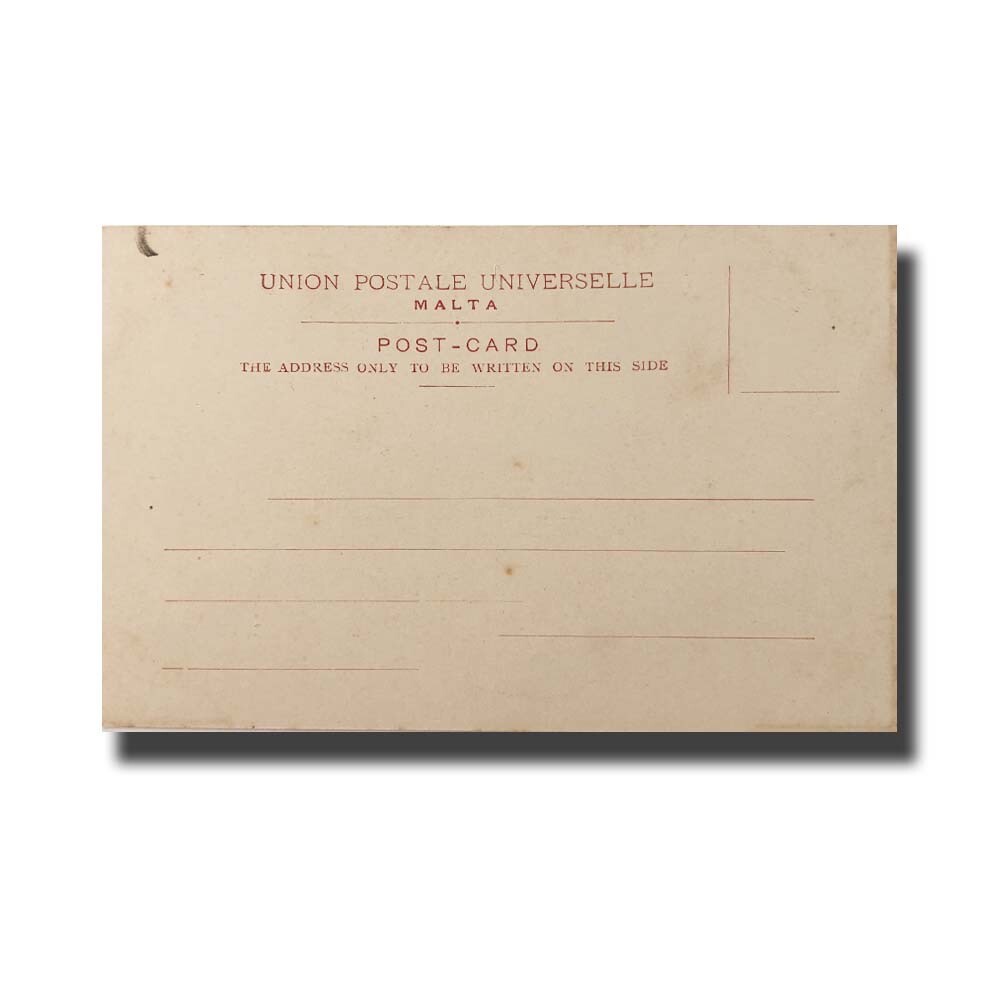 UNION POSTALE UNIVERSELLE
MALTA
POST-CARD
THE ADDRESS ONLY TO BE WRITTEN ON THIS SIDE